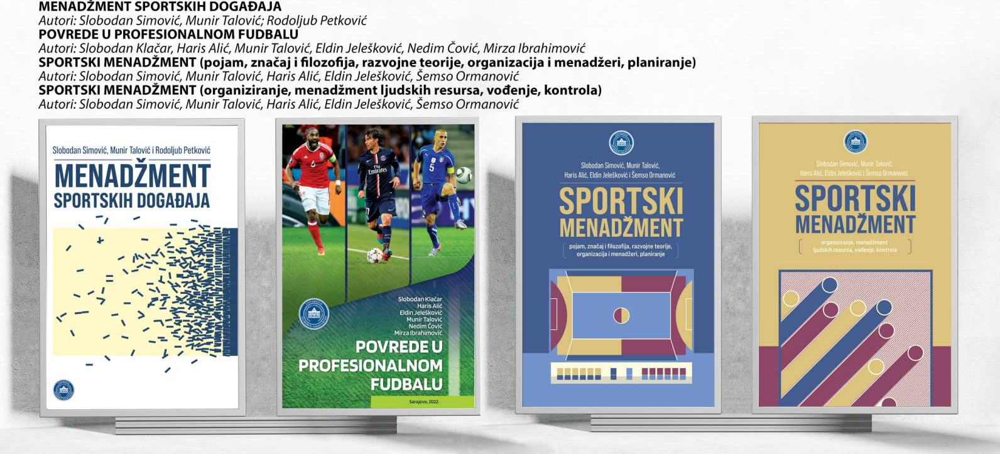 MENADŽMENT SPORTSKIH DOGAĐAJA
Autori: Slobodan Simović, Munir Talović; Rodoljub Petković
POVREDE U PROFESIONALNOM FUDBALU
Autori: Slobodan Klačar, Haris Alić, Munir Talović, Eldin Jelešković, Nedim Čović, Mirza Ibrahimović
SPORTSKI MENADŽMENT (pojam, značaj i filozofija, razvojne teorije, organizacija i menadžeri, planiranje)
Autori: Slobodan Simović, Munir Talović, Haris Alić, Eldin Jelešković, Šemso Ormanović
SPORTSKI MENADŽMENT (organiziranje, menadžment ljudskih resursa, vođenje, kontrola)
Autori: Slobodan Simović, Munir Talović, Haris Alić, Eldin Jelešković, Šemso Ormanović
Slobodan Simović, Munir Talović i Rodoljub Petković
MENADŽMENT
SPORTSKIH DOGAĐAJA
6
Fly
Emirates
5
Slobodan Klačar
Haris Alić
Eldin Jelešković
Munir Talović
Nedim Čović
Mirza Ibrahimović
POVREDE U
PROFESIONALNOM
FUDBALU
Sarajevo, 2022.
Slobodan Simović, Munir Talović,
Haris Alić, Eldin Jelešković i Šemso Ormanović
SPORTSKI
MENADŽMENT
pojam, značaj i filozofija, razvojne teorije,
organizacija i menadžeri, planiranje
Slobodan Simović, Munir Talović,
Haris Alić, Eldin Jelešković i Šemso Ormanović
SPORTSKI
MENADŽMENT
organiziranje, menadžment
ljudskih resursa, vođenje, kontrola